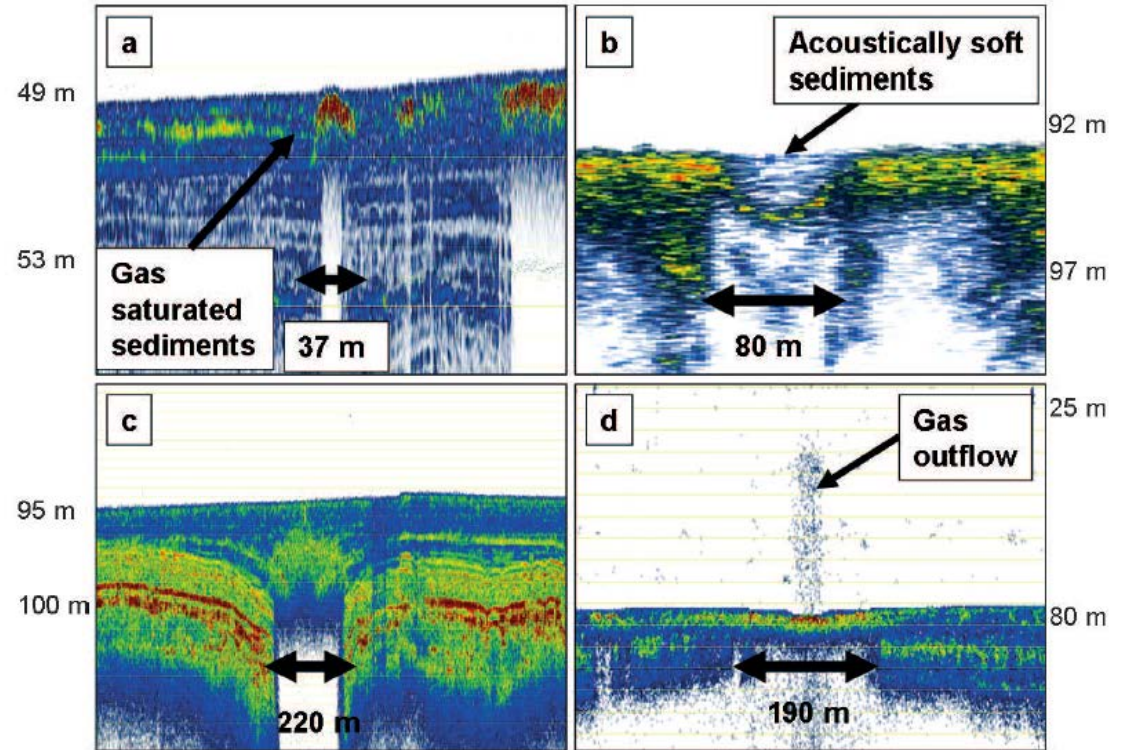 a
49 m
53 m
Gas
saturated
sediments
37 m
b
Acoustically soft
sediments
92 m
97 m
80 m
c
95 m
100 m
220 m
d
25 m
Gas
outflow
80 m
190 m